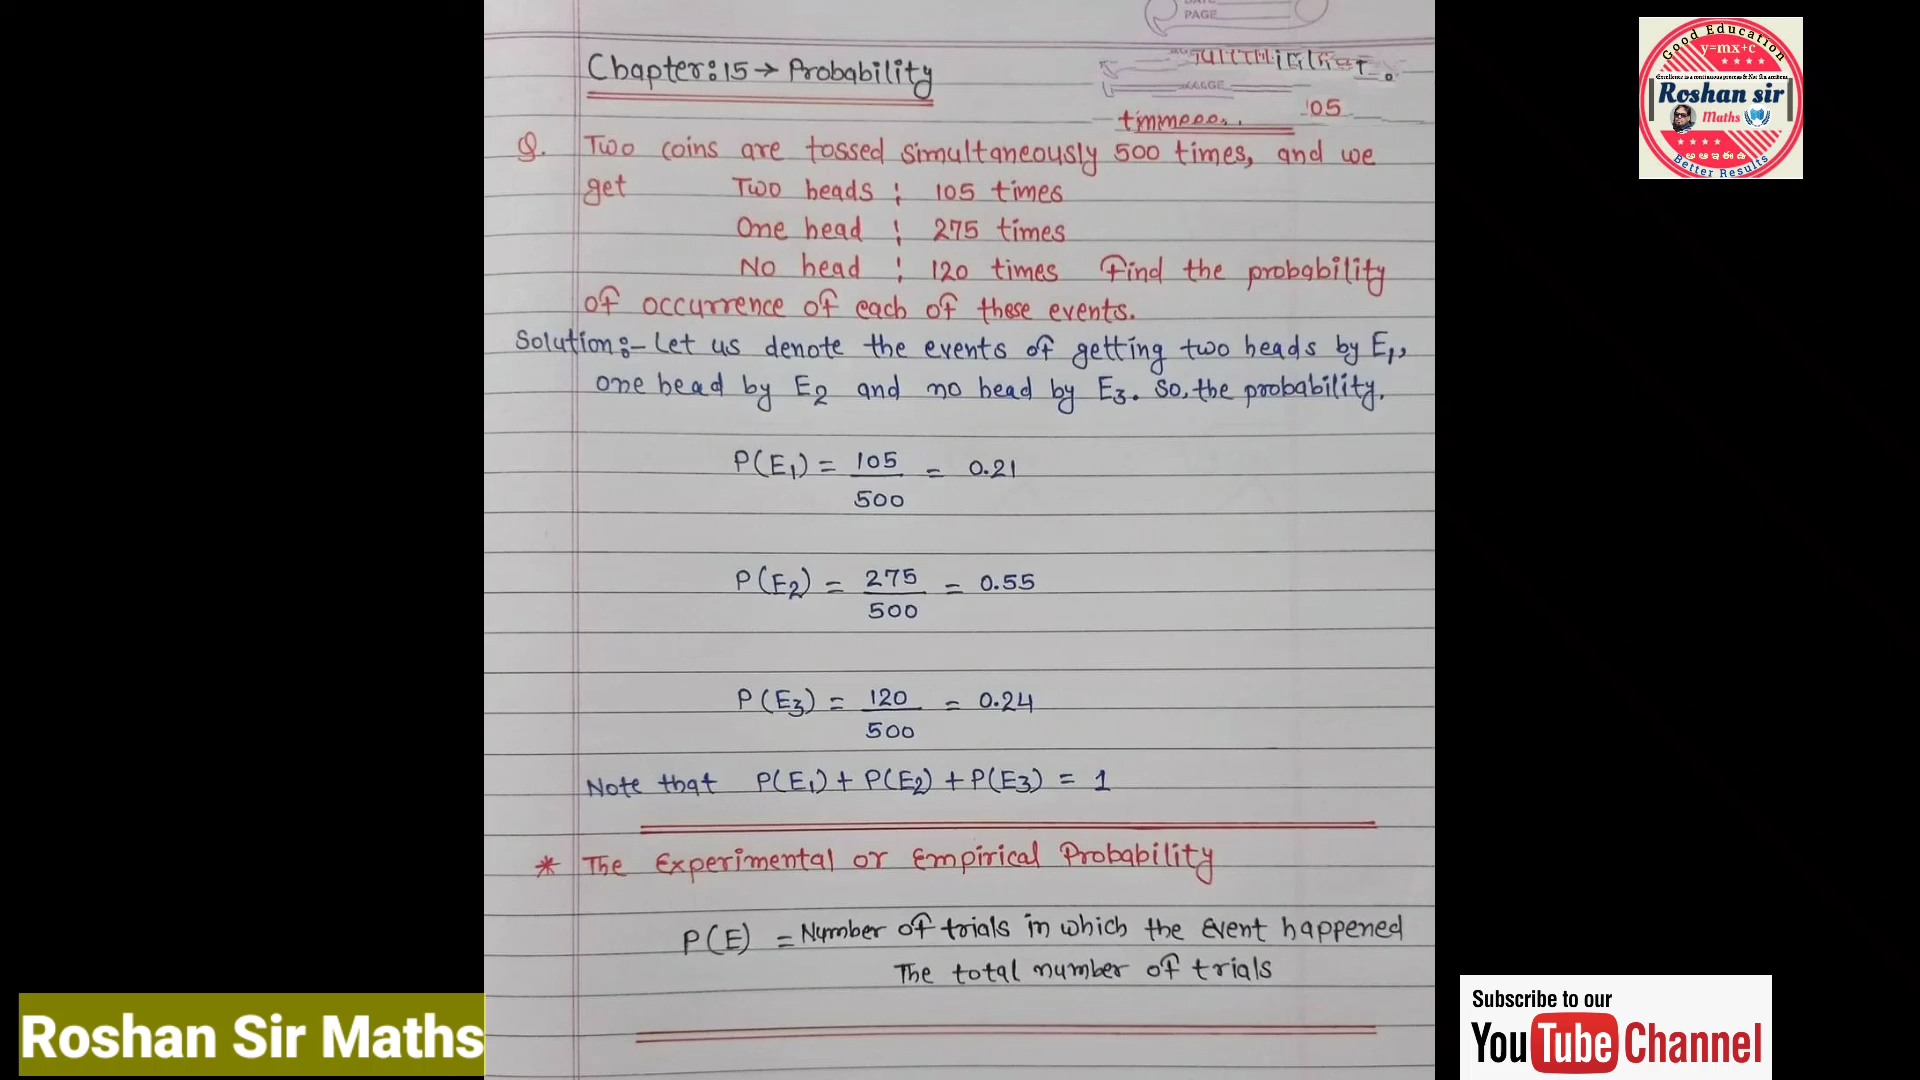 PAGE
Chapter:15→ Probability
05
Q. Two coins are tossed simultaneously 500 times, and we
get Two heads : 105 times
One head : 275 times
No head : 120 times Find the probability
of occurrence of each of these events.
Solution:- Let us denote the events of getting two heads by E1,
one head by E2 and no head by E3. So, the probability.
P(E1) = 105/500 = 0.21
P(E2) = 275/500 = 0.55
P(E3) = 120/500 = 0.24
Note that P(E1) + P(E2) + P(E3) = 1
* The Experimental or Empirical Probability
P(E) = Number of trials in which the Event happened
The total number of trials
Good Education
y=mx+c
Roshan sir
Maths
అ ఆ ఇ ఈ ఉ
Better Results
Roshan Sir Maths
Subscribe to our
YouTube Channel